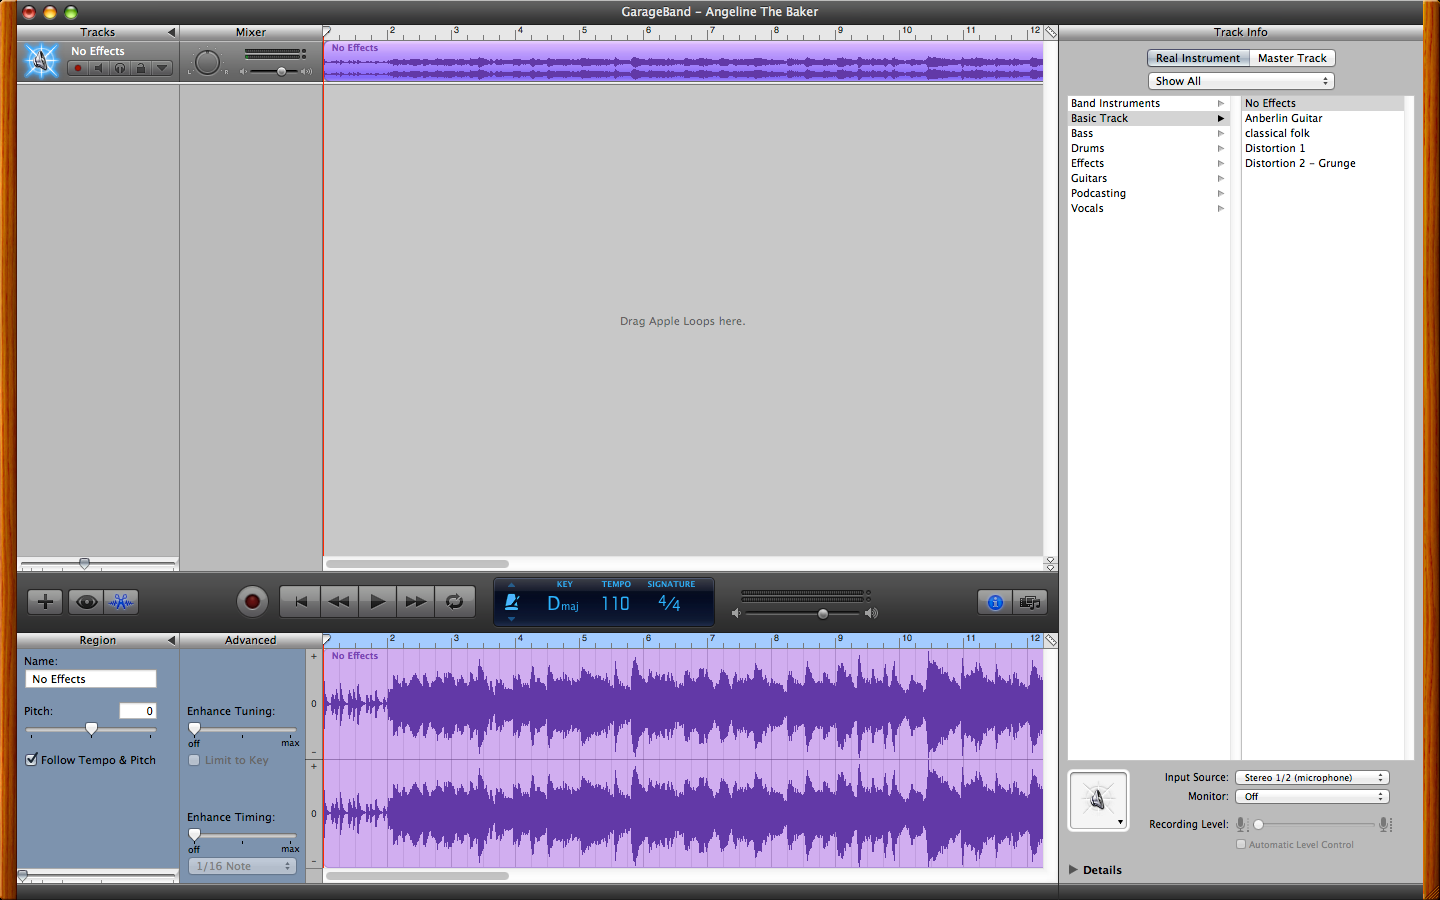 GarageBand – Angeline The Baker
Tracks
Mixer
2 3 4 5 6 7 8 9 10 11 12
Track Info
No Effects
L R
No Effects
Real Instrument
Master Track
Show All
Band Instruments
Basic Track
Bass
Drums
Effects
Guitars
Podcasting
Vocals
No Effects
Anberlin Guitar
classical folk
Distortion 1
Distortion 2 – Grunge
Drag Apple Loops here.
KEY TEMPO SIGNATURE
Dmaj 110 4/4
Region
Advanced
2 3 4 5 6 7 8 9 10 11 12
Name:
No Effects
Pitch: 0
Follow Tempo & Pitch
Enhance Tuning:
off max
Limit to Key
Enhance Timing:
off max
1/16 Note
+
0
–
+
0
–
No Effects
Input Source: Stereo 1/2 (microphone)
Monitor: Off
Recording Level:
Automatic Level Control
Details